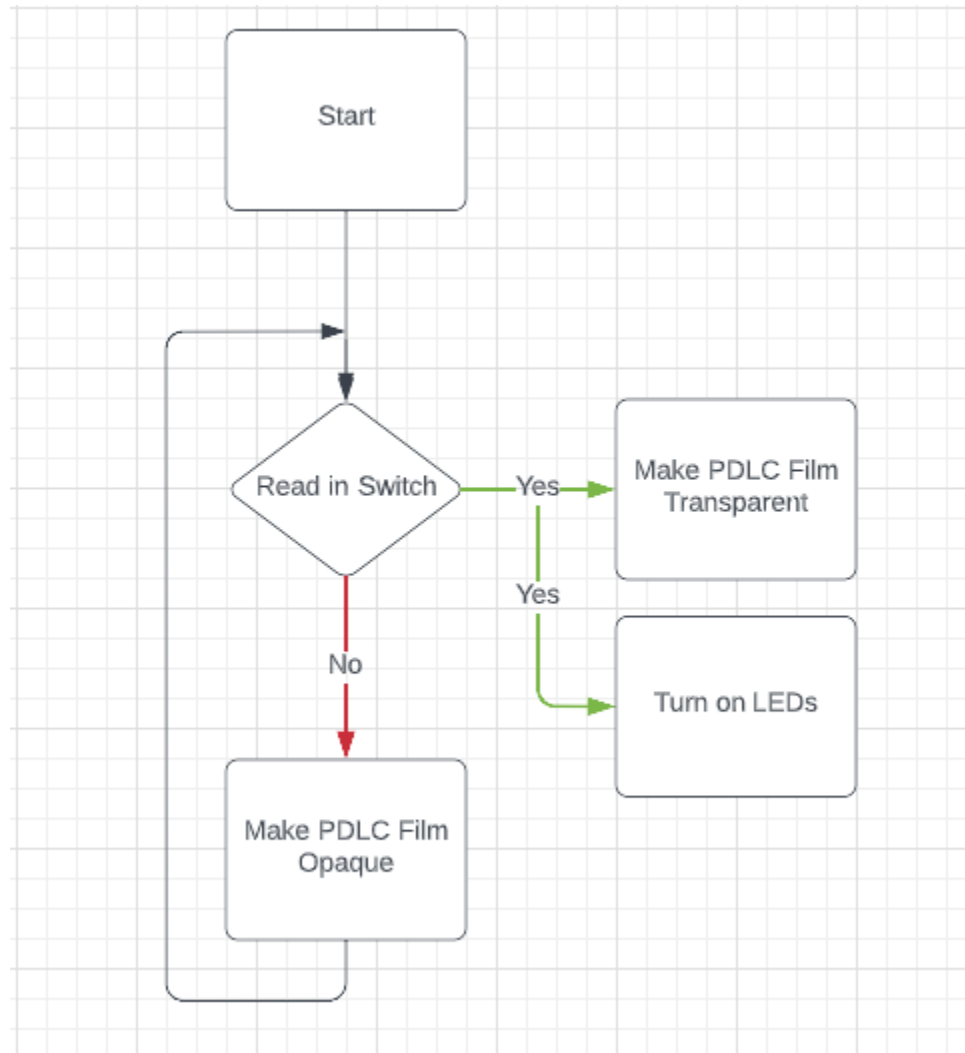 Start
Read in Switch
Yes
Make PDLC Film
Transparent
Yes
Turn on LEDs
No
Make PDLC Film
Opaque